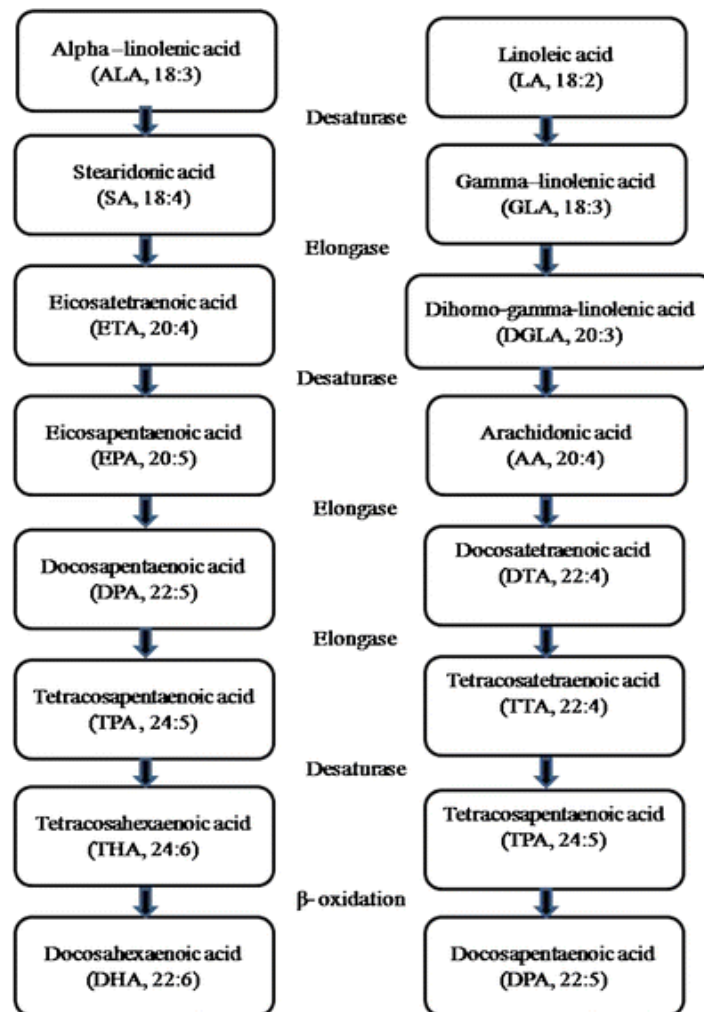 Alpha –linolenic acid
(ALA, 18:3)
Linoleic acid
(LA, 18:2)
Desaturase
Stearidonic acid
(SA, 18:4)
Gamma–linolenic acid
(GLA, 18:3)
Elongase
Eicosatetraenoic acid
(ETA, 20:4)
Dihomo-gamma-linolenic acid
(DGLA, 20:3)
Desaturase
Eicosapentaenoic acid
(EPA, 20:5)
Arachidonic acid
(AA, 20:4)
Elongase
Docosapentaenoic acid
(DPA, 22:5)
Docosatetraenoic acid
(DTA, 22:4)
Elongase
Tetracosapentaenoic acid
(TPA, 24:5)
Tetracosatetraenoic acid
(TTA, 22:4)
Desaturase
Tetracosahexaenoic acid
(THA, 24:6)
Tetracosapentaenoic acid
(TPA, 24:5)
β- oxidation
Docosahexaenoic acid
(DHA, 22:6)
Docosapentaenoic acid
(DPA, 22:5)